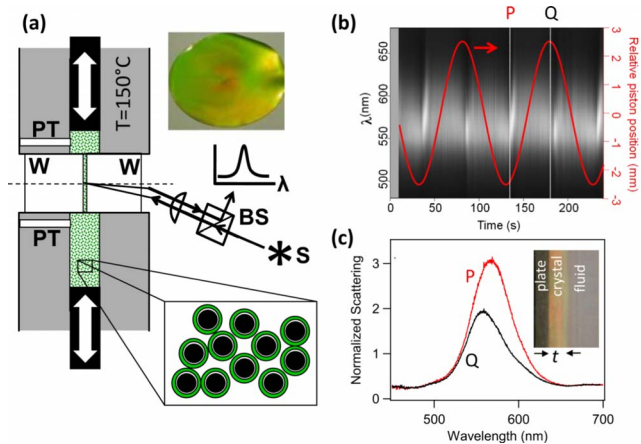 (a)
T=150°C
PT
W
W
λ
BS
S
PT
(b)
P
Q
λ(nm)
650
600
550
500
3
2
1
0
-1
-2
-3
Relative piston position (mm)
0
50
100
150
200
Time (s)
(c)
Normalized Scattering
3
2
1
0
P
Q
plate
crystal
fluid
t
500
600
700
Wavelength (nm)